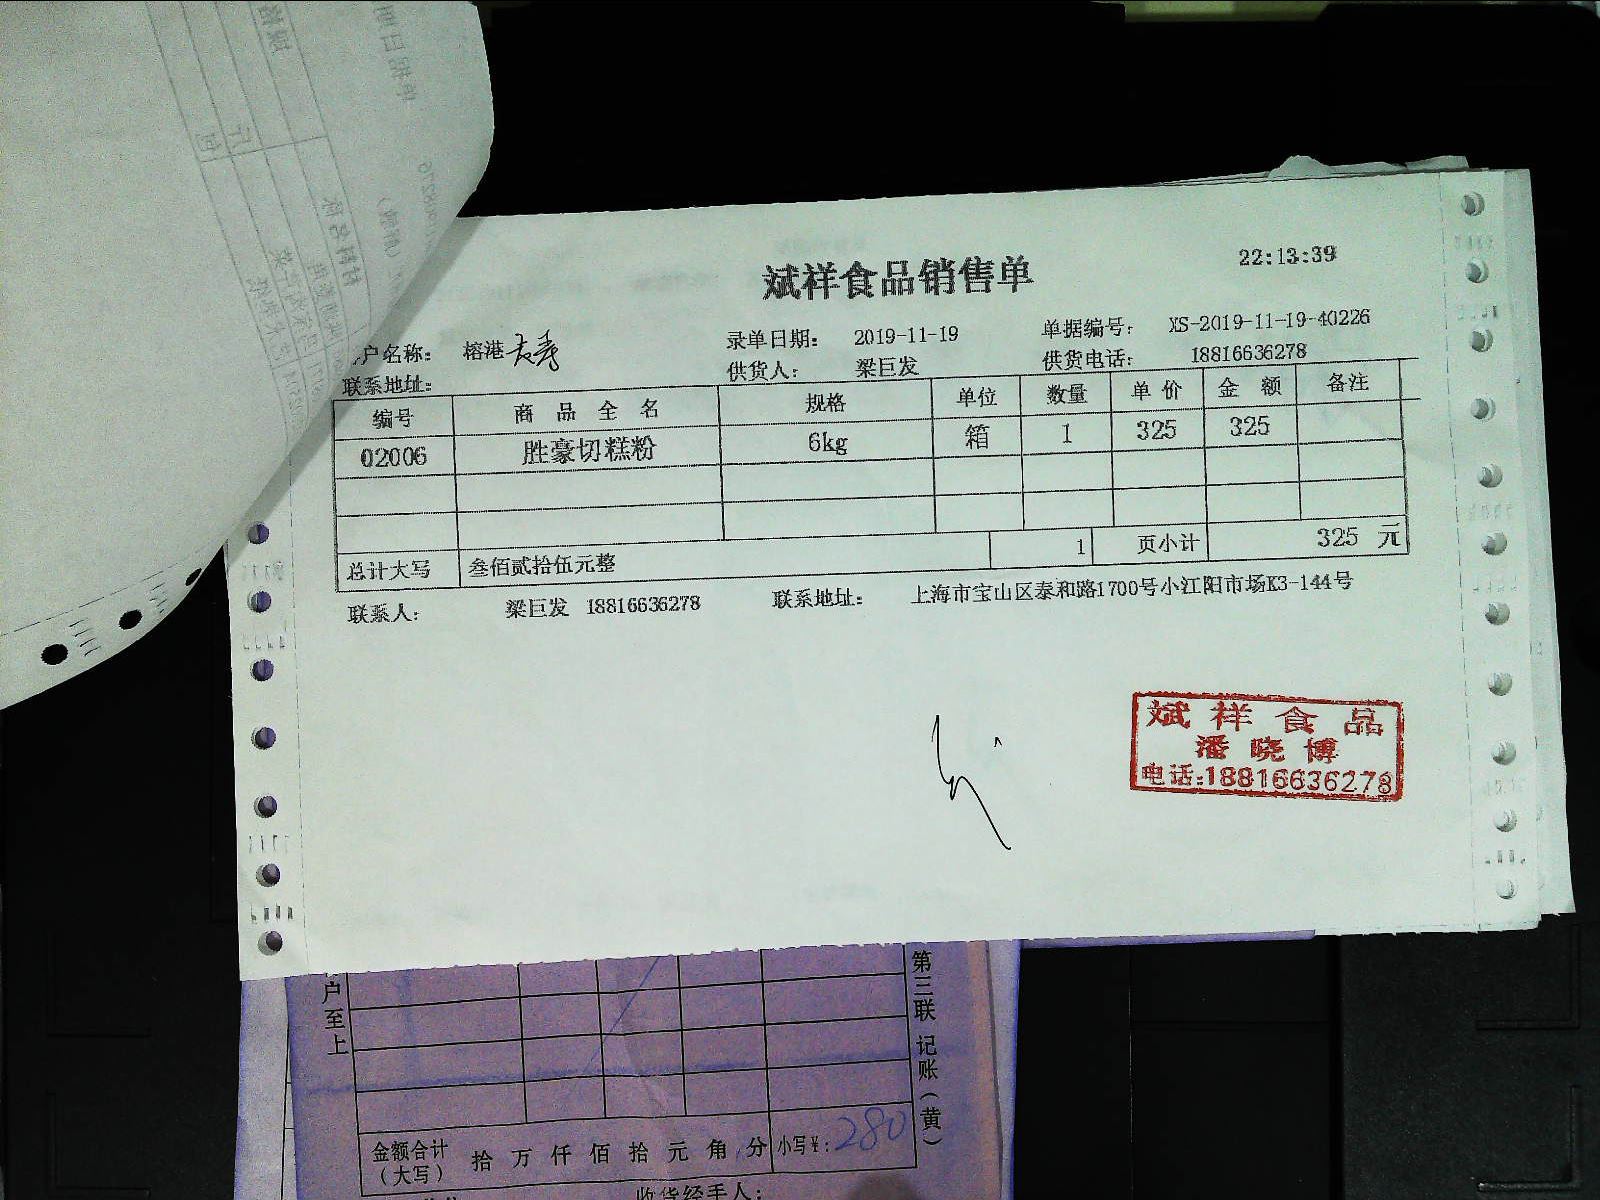 斌祥食品销售单
22:13:39
户名称: 榕港 录单日期: 2019-11-19 单据编号: XS-2019-11-19-40226
联系地址: 供货人: 梁巨发 供货电话: 18816636278
编号 商品全名 规格 单位 数量 单价 金额 备注
02006 胜豪切糕粉 6kg 箱 1 325 325
总计大写 叁佰贰拾伍元整 1 页小计 325 元
联系人: 梁巨发 18816636278 联系地址: 上海市宝山区泰和路1700号小江阳市场K3-144号
斌祥食品
潘晓博
电话:18816636278
户至上
第三联 记账(黄)
金额合计(大写) 拾 万 仟 佰 拾 元 角 分 小写¥: 280
收货经手人: